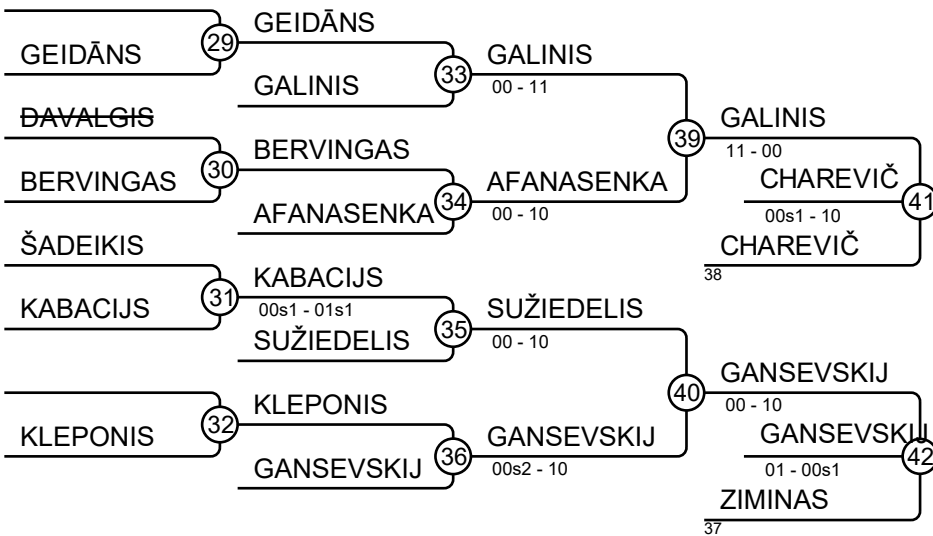 GEIDĀNS
29
GEIDĀNS
GALINIS
33
GALINIS
00 - 11
DAVALGIS
BERVINGAS
30
BERVINGAS
AFANASENKA
34
AFANASENKA
00 - 10
39
GALINIS
11 - 00
CHAREVIČ
00s1 - 10
CHAREVIČ
38
41
ŠADEIKIS
KABACIJS
31
KABACIJS
00s1 - 01s1
SUŽIEDELIS
35
SUŽIEDELIS
00 - 10
KLEPONIS
32
KLEPONIS
GANSEVSKIJ
36
GANSEVSKIJ
00s2 - 10
40
GANSEVSKIJ
00 - 10
GANSEVSKIJ
01 - 00s1
ZIMINAS
37
42